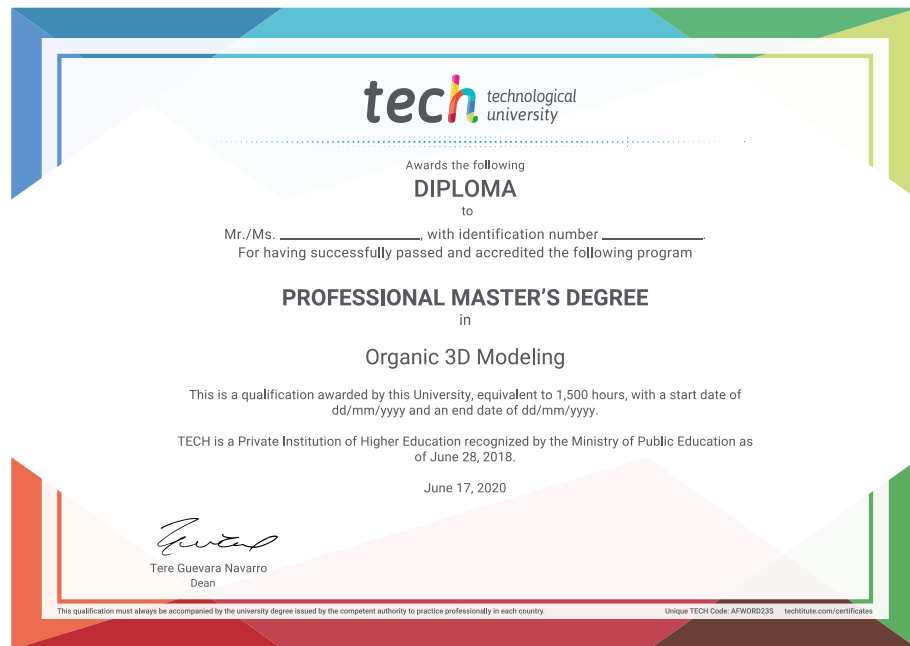 tech technological
university
Awards the following
DIPLOMA
to
Mr./Ms. ____________________, with identification number ______________.
For having successfully passed and accredited the following program
PROFESSIONAL MASTER'S DEGREE
in
Organic 3D Modeling
This is a qualification awarded by this University, equivalent to 1,500 hours, with a start date of
dd/mm/yyyy and an end date of dd/mm/yyyy.
TECH is a Private Institution of Higher Education recognized by the Ministry of Public Education as
of June 28, 2018.
June 17, 2020
Tere Guevara Navarro
Dean
This qualification must always be accompanied by the university degree issued by the competent authority to practice professionally in each country.
Unique TECH Code: AFWORD23S techtitute.com/certificates